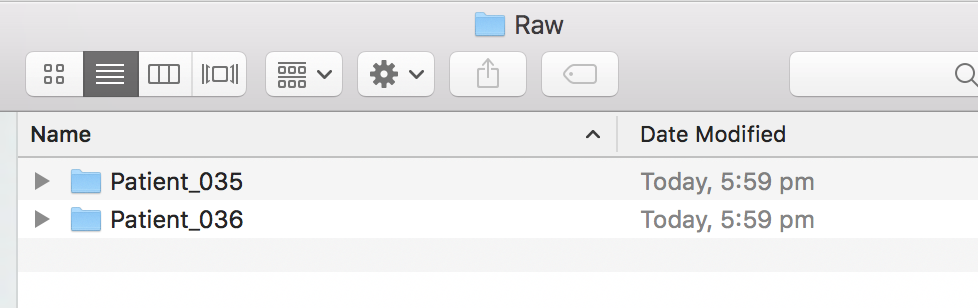 Raw
Name Date Modified
Patient_035 Today, 5:59 pm
Patient_036 Today, 5:59 pm